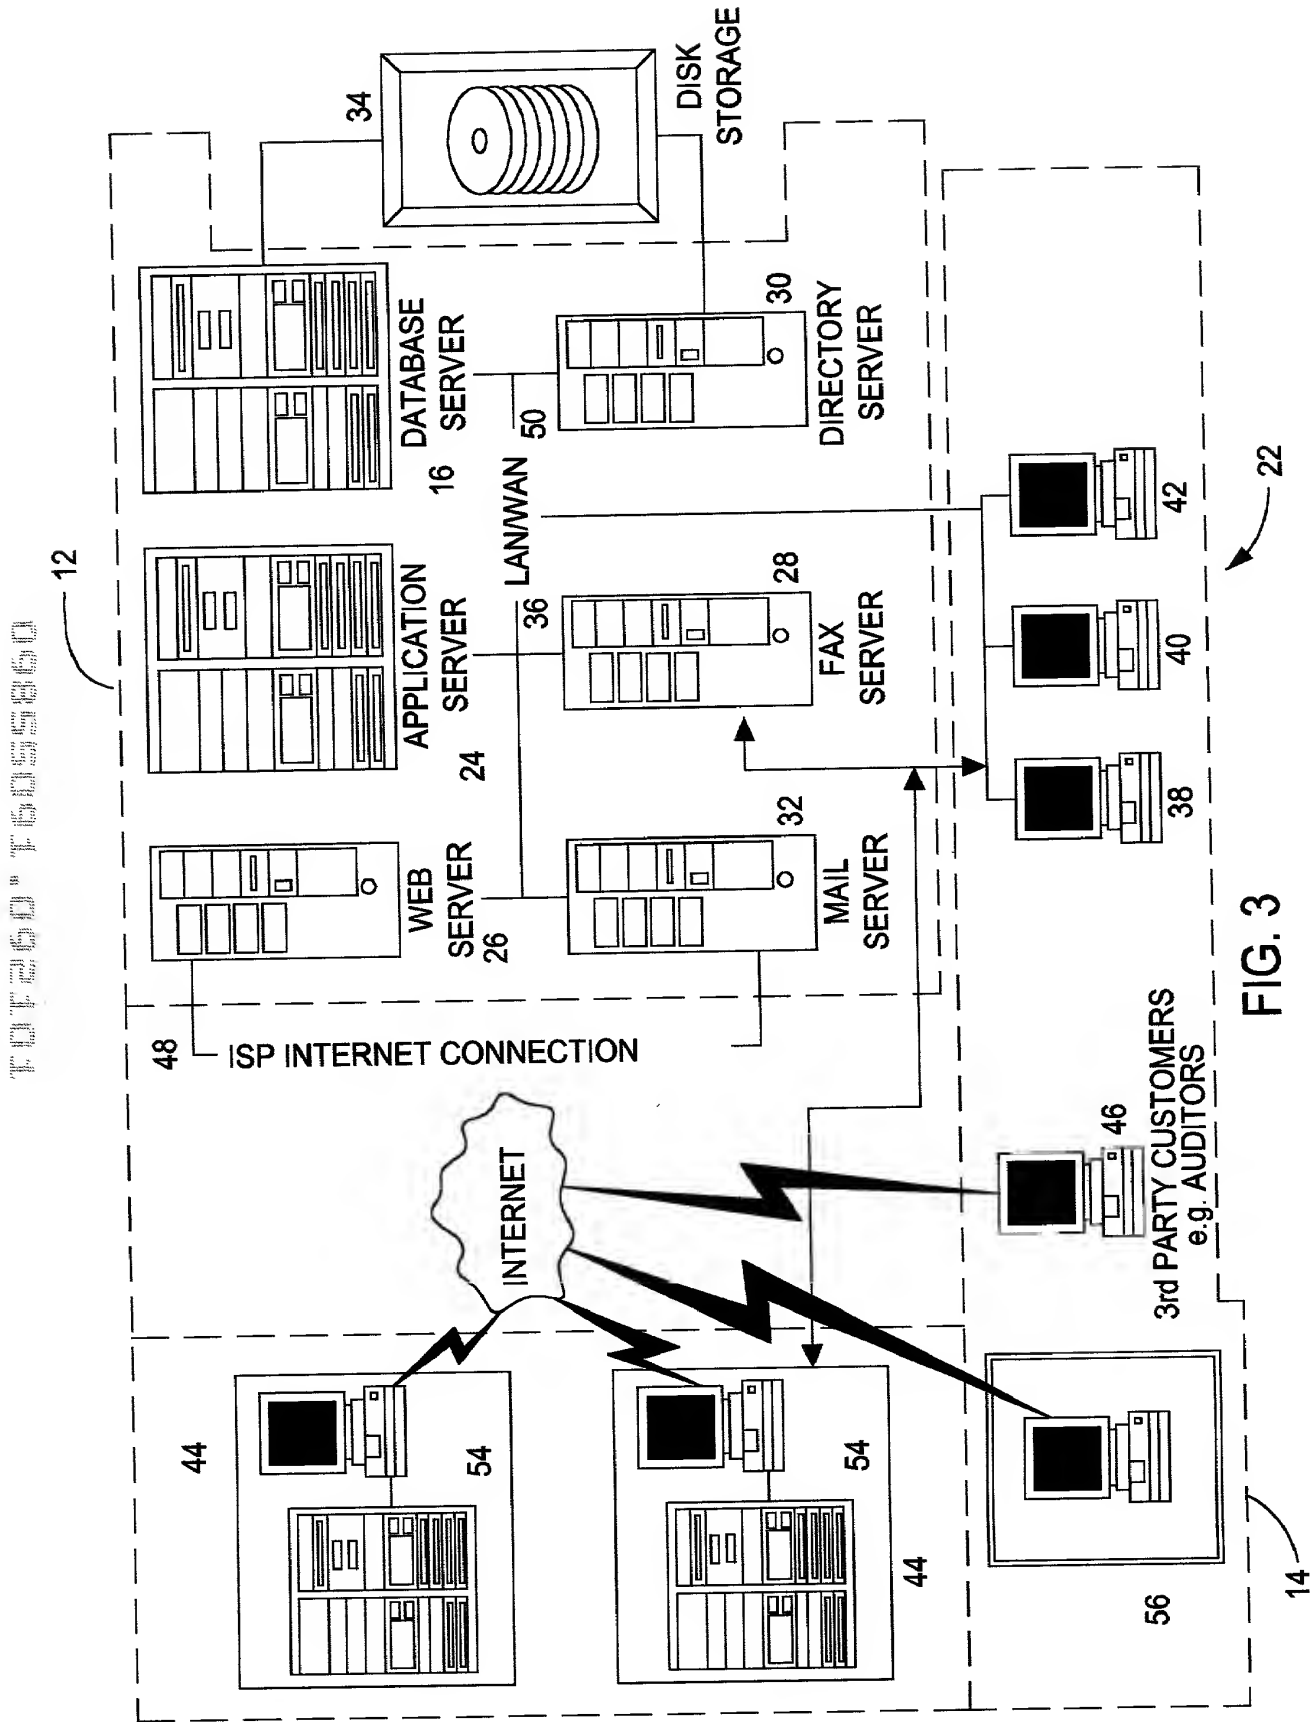 12
34
DISK
STORAGE
DATABASE
SERVER
16
APPLICATION
SERVER
24
WEB
SERVER
26
LAN/WAN
36
50
30
DIRECTORY
SERVER
28
FAX
SERVER
32
MAIL
SERVER
48
ISP INTERNET CONNECTION
INTERNET
44
54
54
44
38
40
42
22
46
3rd PARTY CUSTOMERS
e.g. AUDITORS
56
14
FIG. 3